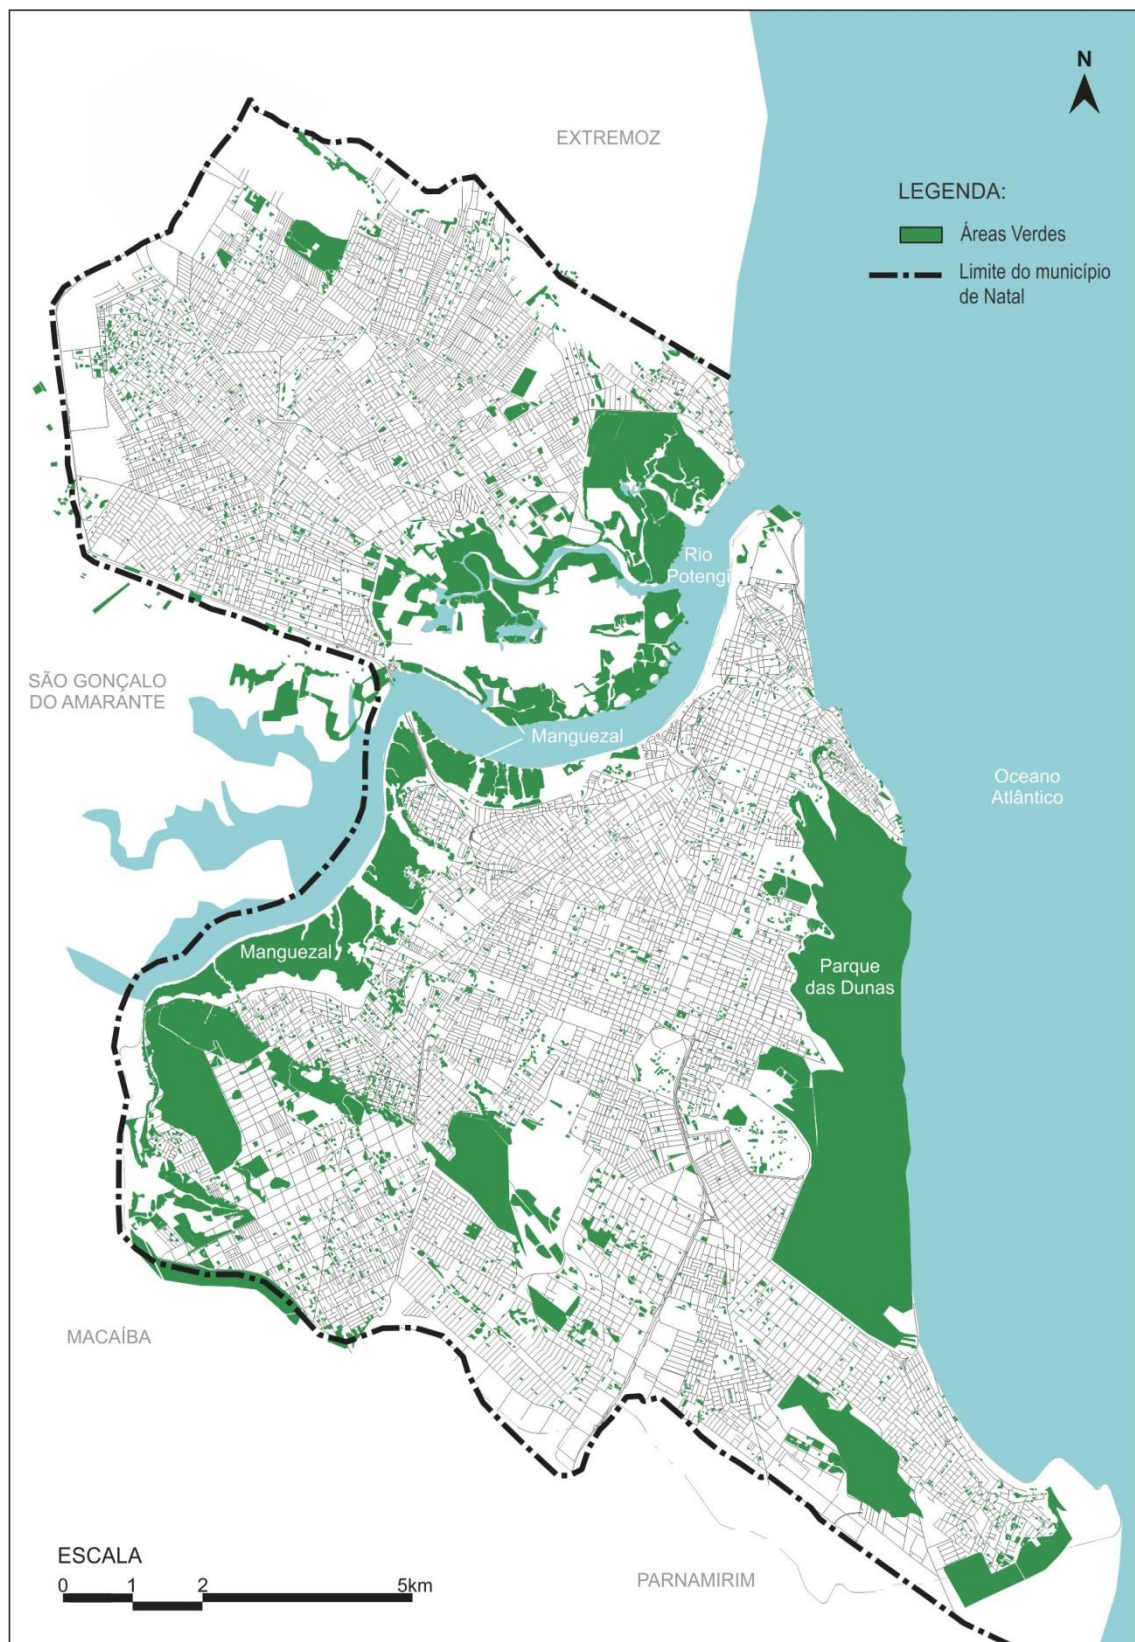 N
EXTREMOZ
LEGENDA:
Áreas Verdes
Limite do município
de Natal
Rio
Potengi
SÃO GONÇALO
DO AMARANTE
Manguezal
Oceano
Atlântico
Manguezal
Parque
das Dunas
MACAÍBA
ESCALA
0 1 2 5km
PARNAMIRIM